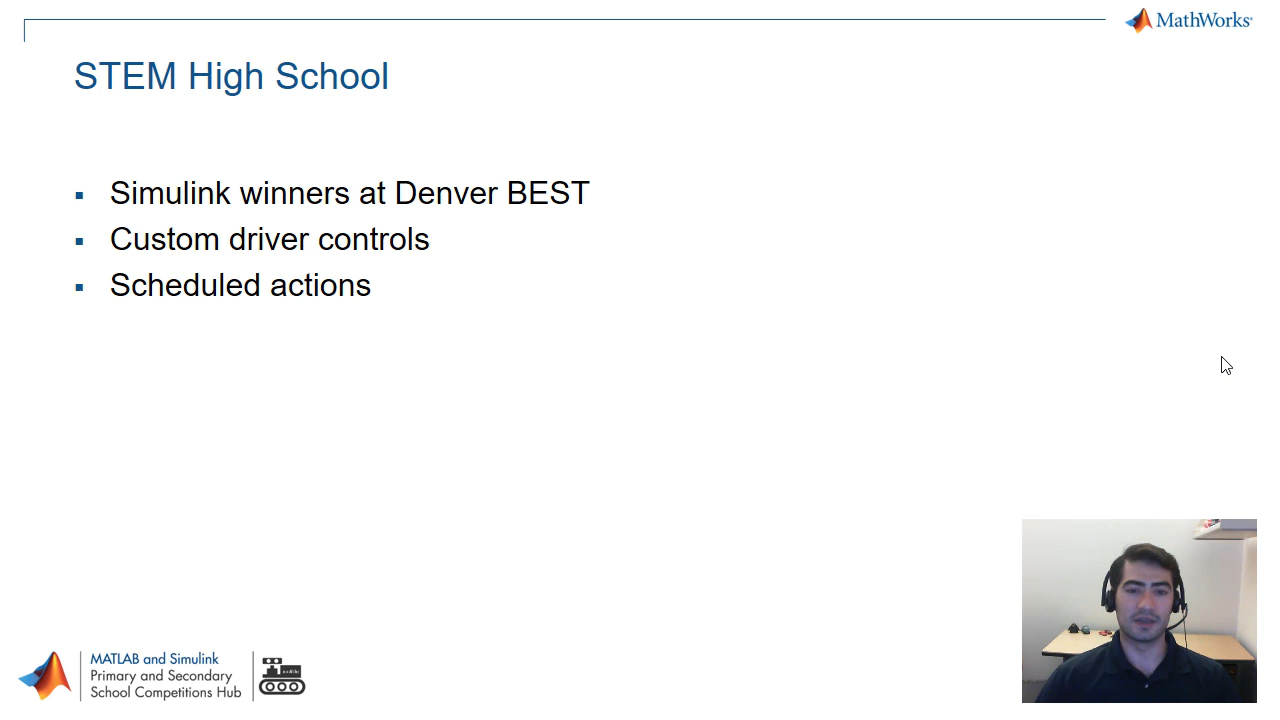 MathWorks®
STEM High School
▪ Simulink winners at Denver BEST
▪ Custom driver controls
▪ Scheduled actions
MATLAB and Simulink
Primary and Secondary
School Competitions Hub